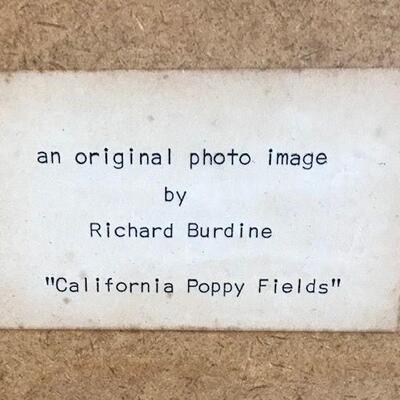 an original photo image
by
Richard Burdine
"California Poppy Fields"